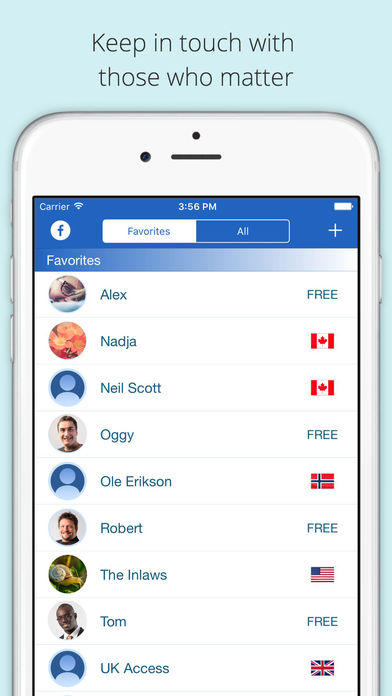 Keep in touch with
those who matter
Carrier 3:56 PM
f Favorites All +
Favorites
Alex FREE
Nadja
Neil Scott
Oggy FREE
Ole Erikson
Robert FREE
The Inlaws
Tom FREE
UK Access